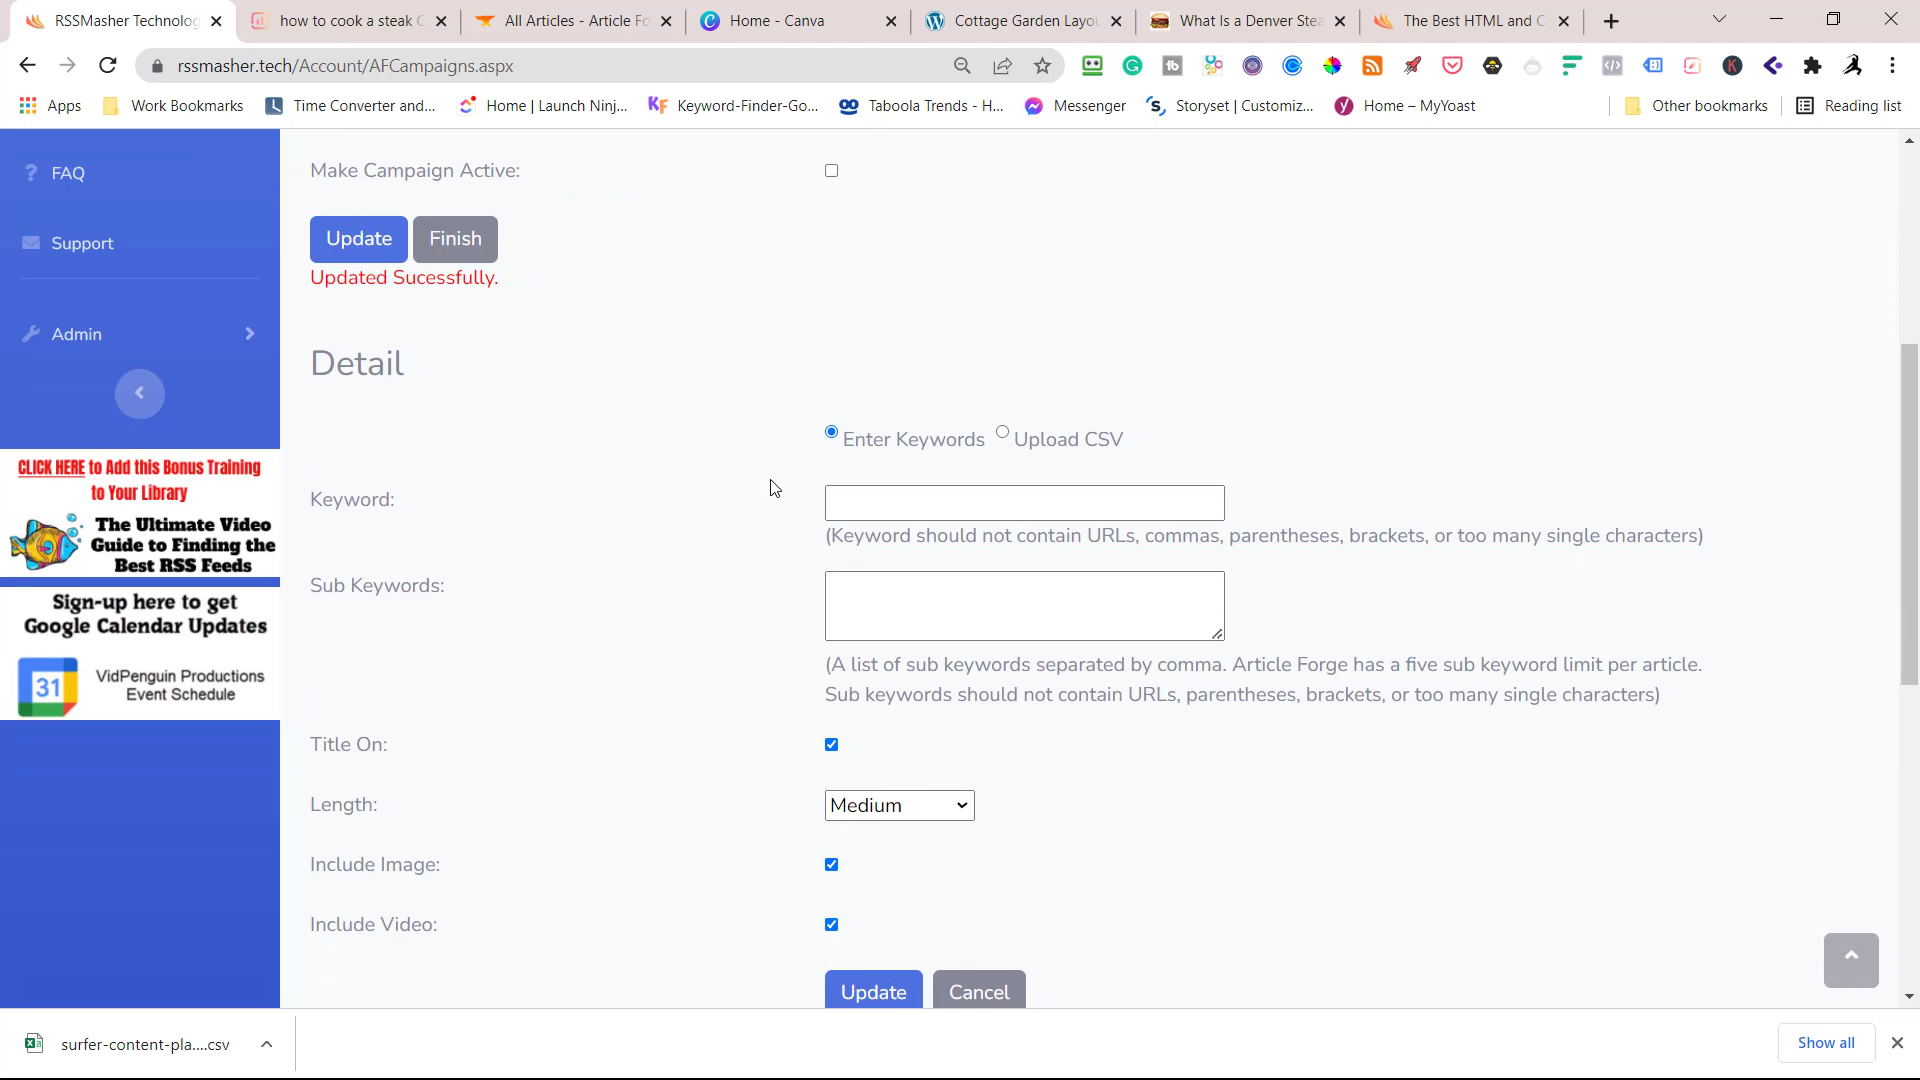 RSSMasher Technolog
how to cook a steak C
All Articles - Article Fo
Home - Canva
Cottage Garden Layou
What Is a Denver Stea
The Best HTML and C
rssmasher.tech/Account/AFCampaigns.aspx
Apps
Work Bookmarks
Time Converter and...
Home | Launch Ninj...
Keyword-Finder-Go...
Taboola Trends - H...
Messenger
Storyset | Customiz...
Home – MyYoast
Other bookmarks
Reading list
FAQ
Support
Admin
CLICK HERE to Add this Bonus Training
to Your Library
The Ultimate Video
Guide to Finding the
Best RSS Feeds
Sign-up here to get
Google Calendar Updates
31
VidPenguin Productions
Event Schedule
Make Campaign Active:
Update
Finish
Updated Sucessfully.
Detail
Enter Keywords
Upload CSV
Keyword:
(Keyword should not contain URLs, commas, parentheses, brackets, or too many single characters)
Sub Keywords:
(A list of sub keywords separated by comma. Article Forge has a five sub keyword limit per article.
Sub keywords should not contain URLs, parentheses, brackets, or too many single characters)
Title On:
Length:
Medium
Include Image:
Include Video:
Update
Cancel
surfer-content-pla....csv
Show all